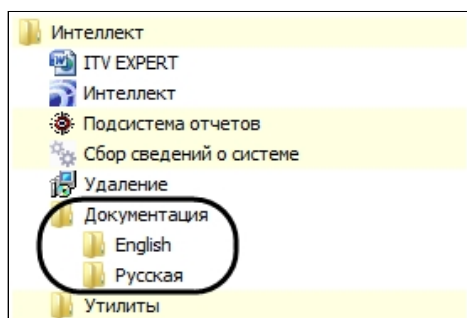 Интеллект
ITV EXPERT
Интеллект
Подсистема отчетов
Сбор сведений о системе
Удаление
Документация
English
Русская
Утилиты